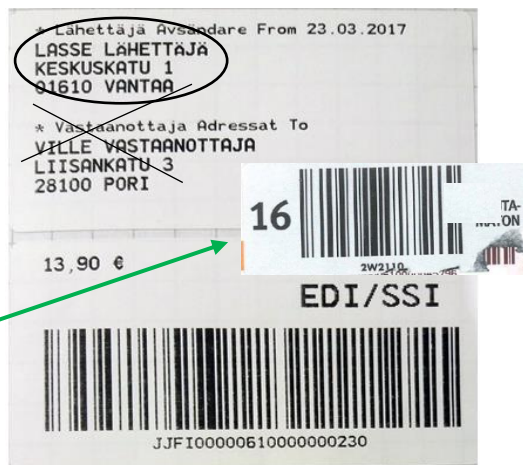 * Lähettäjä Avsändare From 23.03.2017
LASSE LÄHETTÄJÄ
KESKUSKATU 1
01610 VANTAA
* Vastaanottaja Adressat To
VILLE VASTAANOTTAJA
LIISANKATU 3
28100 PORI
16
2W2110
13,90 €
EDI/SSI
JJFI00000610000000230